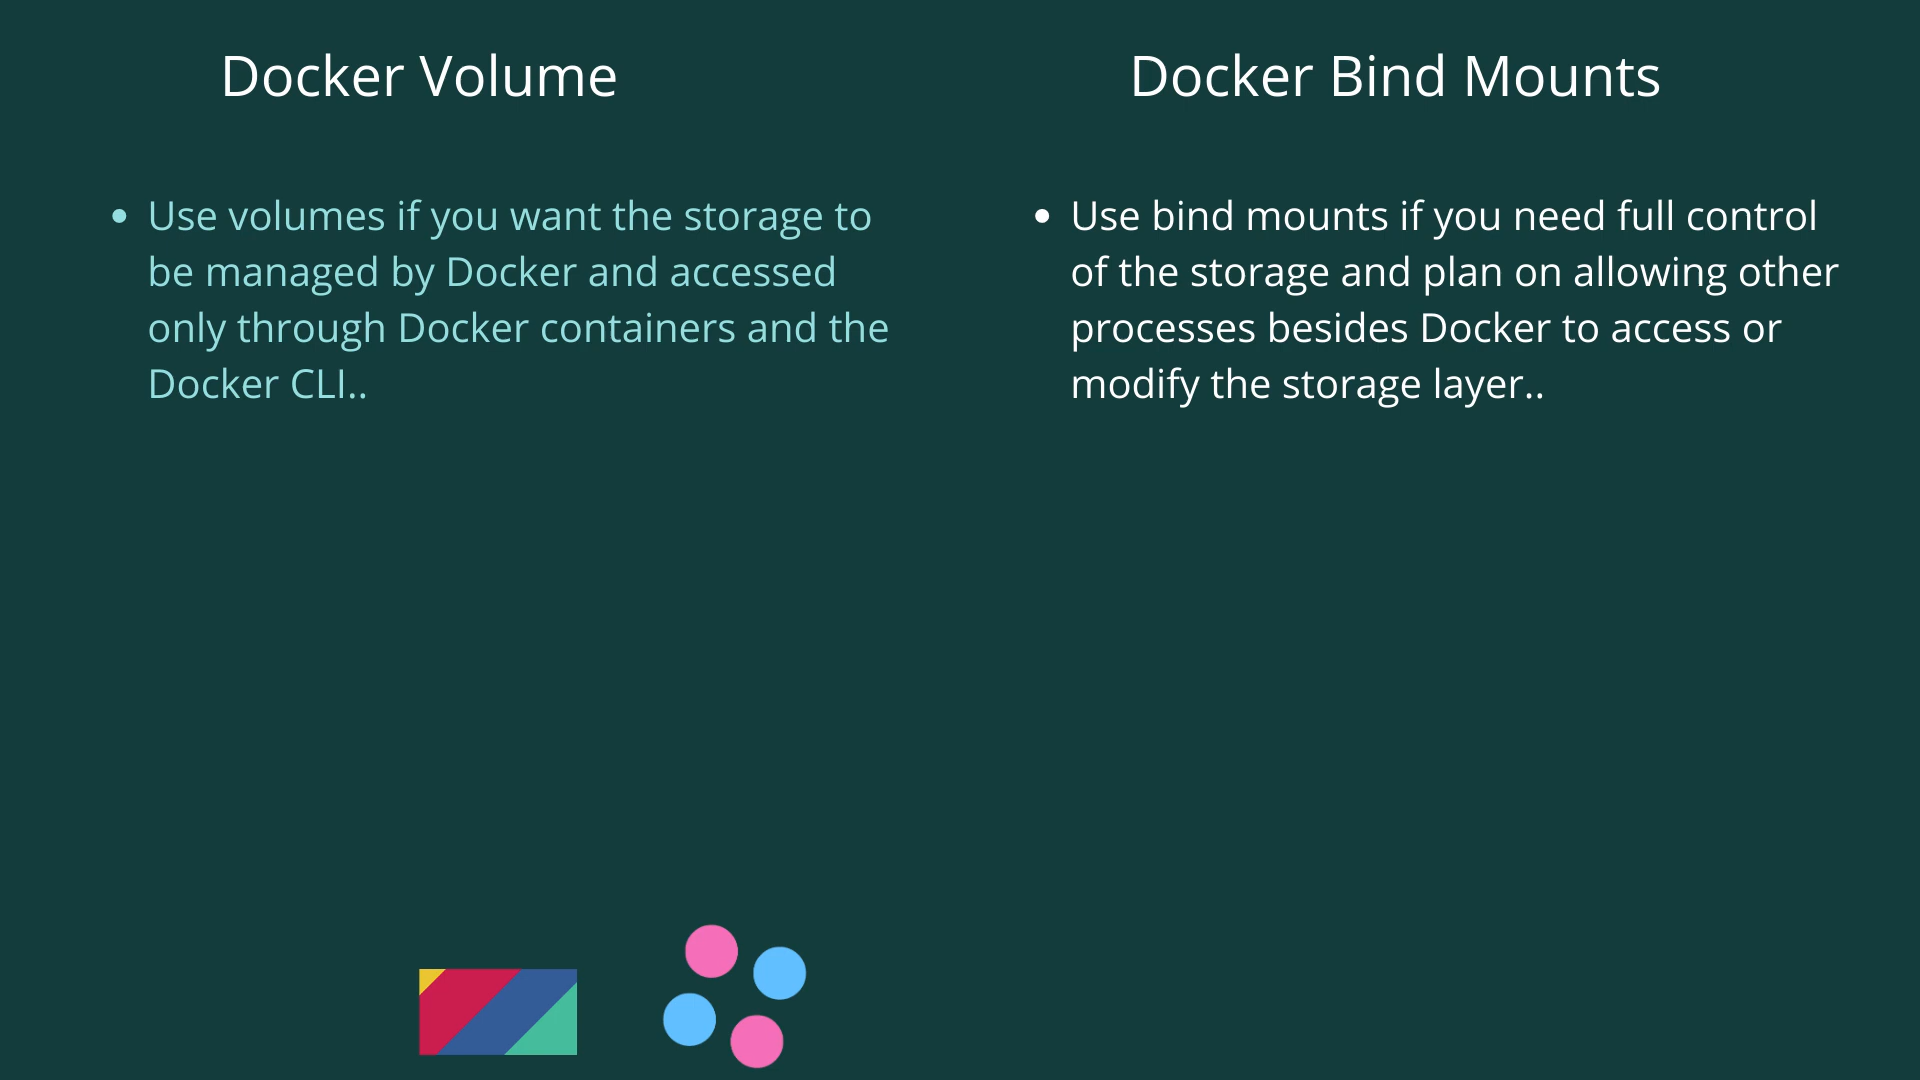 Docker Volume
• Use volumes if you want the storage to
be managed by Docker and accessed
only through Docker containers and the
Docker CLI..
Docker Bind Mounts
• Use bind mounts if you need full control
of the storage and plan on allowing other
processes besides Docker to access or
modify the storage layer..